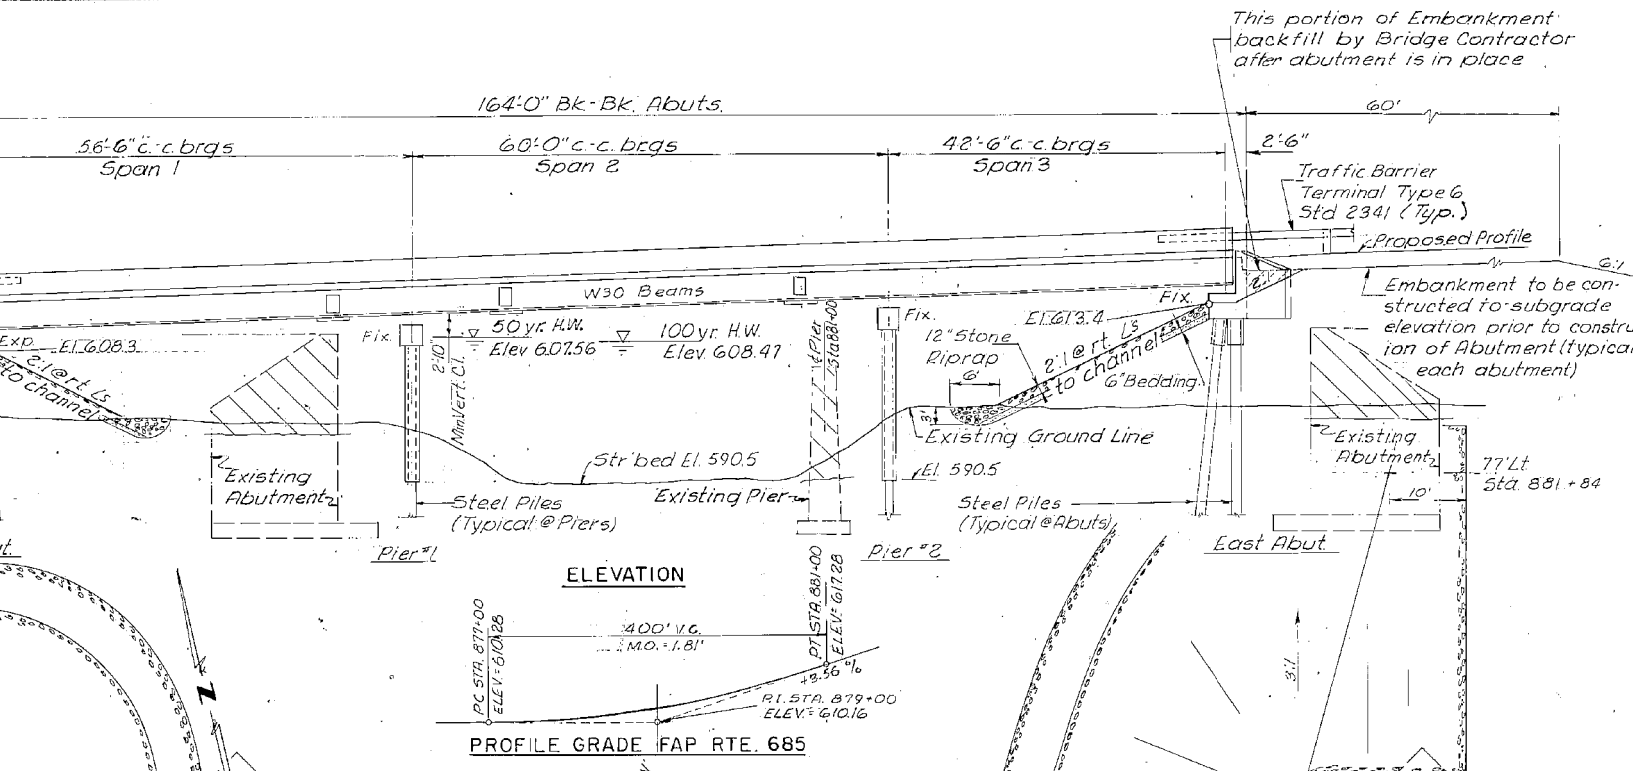 This portion of Embankment
backfill by Bridge Contractor
after abutment is in place
164'-0" Bk.-Bk. Abuts.
60'
56'-6" c.-c. brgs
Span 1
60'-0" c.-c. brgs
Span 2
42'-6" c.-c. brgs
Span 3
2'-6"
Traffic Barrier
Terminal Type 6
Std 2341 (Typ.)
Proposed Profile
6:1
W30 Beams
Embankment to be con-
structed to subgrade
elevation prior to constru
ion of Abutment (typical
each abutment)
Exp.
El. 608.3
Fix.
2'-10"
Min. Vert. Cl.
50 yr. H.W.
Elev 607.56
100 yr. H.W.
Elev. 608.47
℄ Pier
Sta 881+00
Fix.
Fix.
El. 613.4
12" Stone
Riprap
6'
3'
2:1 @ rt. Ls
to channel
6" Bedding
2:1 @ rt. Ls
to channel
Existing Ground Line
Str'bed El. 590.5
El. 590.5
Existing
Abutment
Existing Pier
Existing
Abutment
Steel Piles
(Typical @ Piers)
Steel Piles
(Typical @ Abuts)
77' Lt
Sta. 881+84
10'
Pier #1
Pier #2
East Abut.
ut.
ELEVATION
P.C. STA. 877+00
ELEV.= 610.28
400' V.C.
M.O.= 1.81'
P.T. STA. 881+00
ELEV.= 617.28
+3.56 %
P.I. STA. 879+00
ELEV.= 610.16
PROFILE GRADE FAP RTE. 685
3:1
N